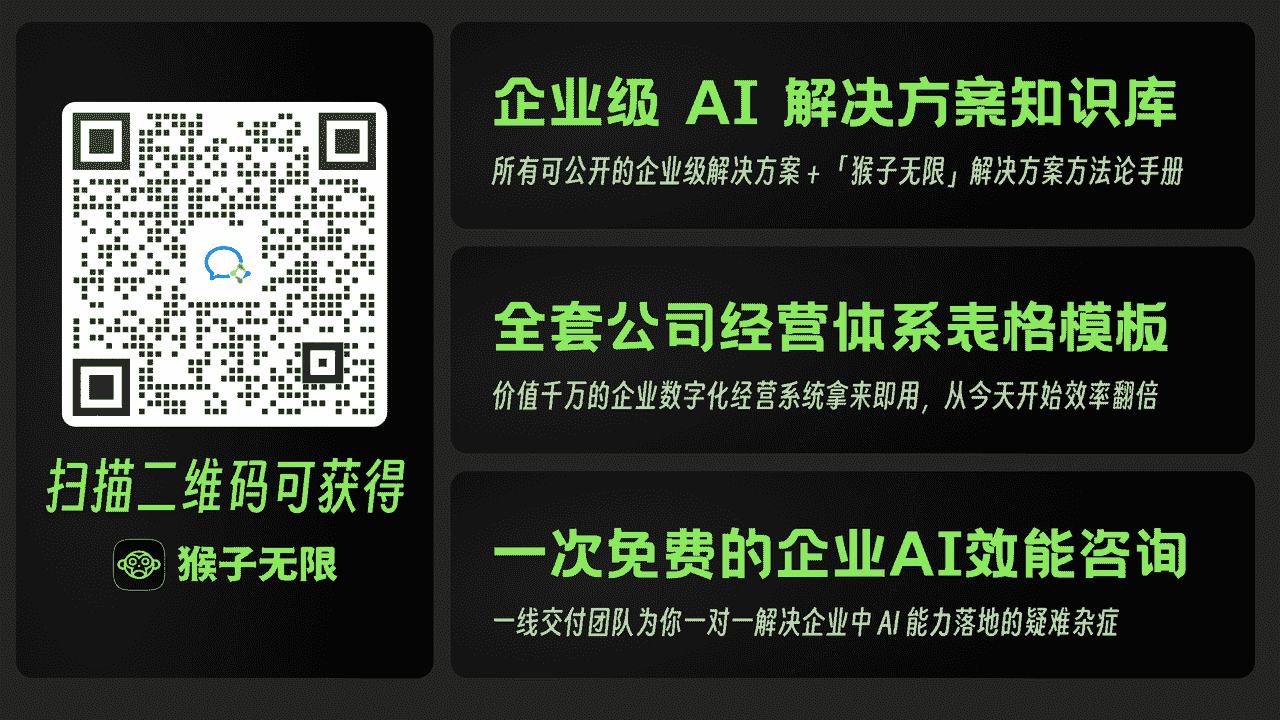 扫描二维码可获得
猴子无限
企业级 AI 解决方案知识库
所有可公开的企业级解决方案 +「猴子无限」解决方案方法论手册
全套公司经营体系表格模板
价值千万的企业数字化经营系统拿来即用，从今天开始效率翻倍
一次免费的企业AI效能咨询
一线交付团队为你一对一解决企业中 AI 能力落地的疑难杂症